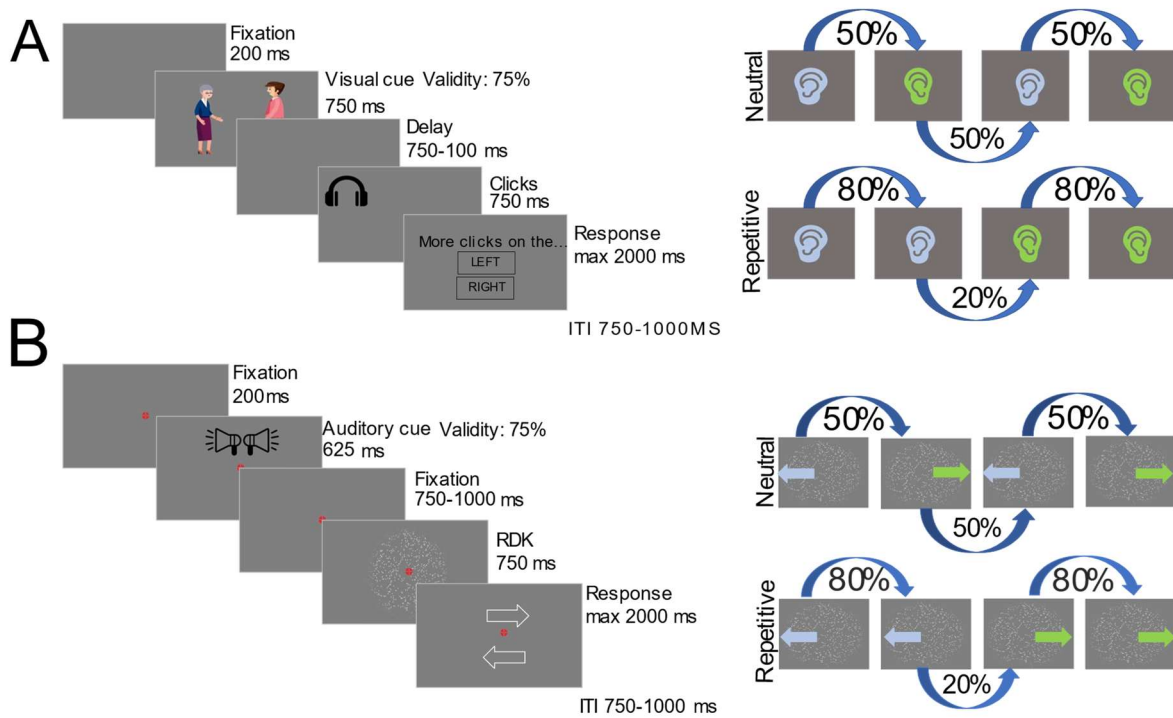 A
Fixation
200 ms
Visual cue Validity: 75%
750 ms
Delay
750-100 ms
Clicks
750 ms
More clicks on the...
LEFT
RIGHT
Response
max 2000 ms
ITI 750-1000MS
Neutral
50%
50%
50%
Repetitive
80%
80%
20%
B
Fixation
200ms
Auditory cue Validity: 75%
625 ms
Fixation
750-1000 ms
RDK
750 ms
Response
max 2000 ms
ITI 750-1000 ms
Neutral
50%
50%
50%
Repetitive
80%
80%
20%